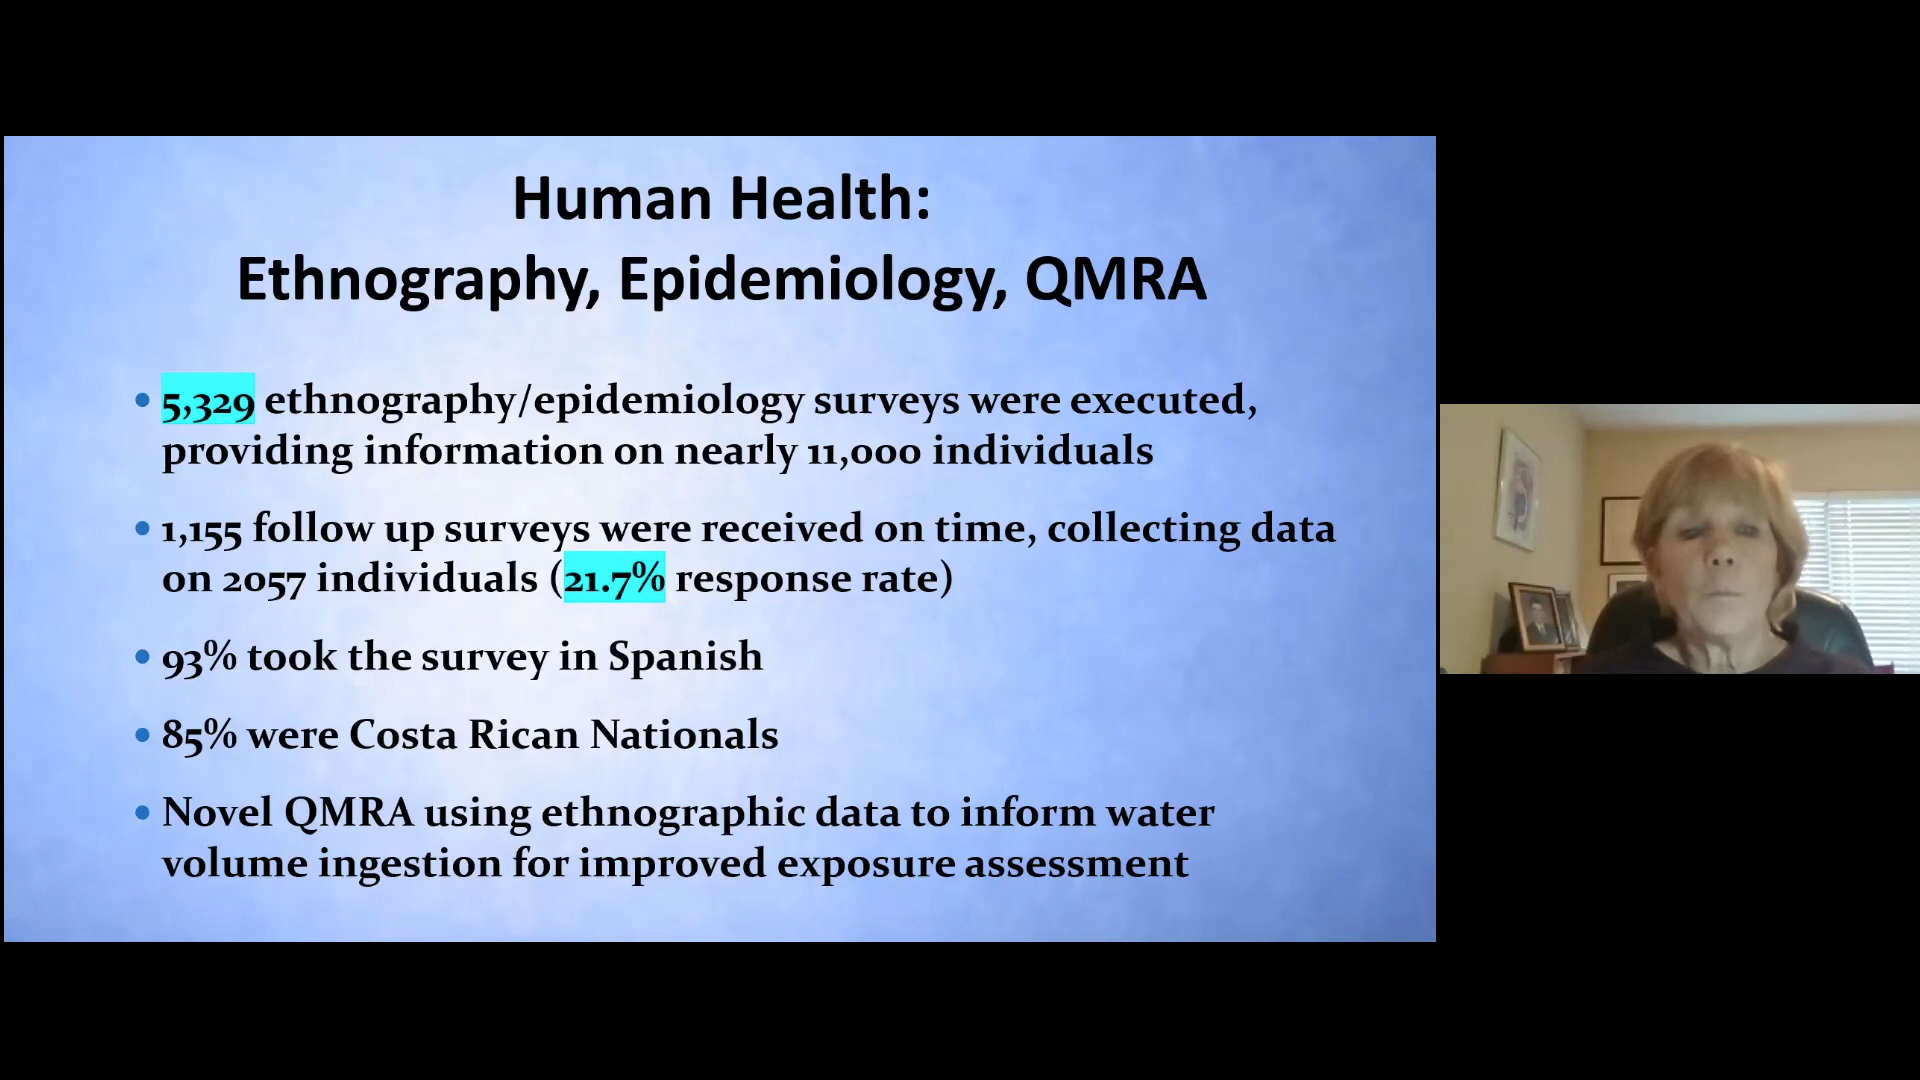 Human Health:
Ethnography, Epidemiology, QMRA
• 5,329 ethnography/epidemiology surveys were executed,
providing information on nearly 11,000 individuals
• 1,155 follow up surveys were received on time, collecting data
on 2057 individuals (21.7% response rate)
• 93% took the survey in Spanish
• 85% were Costa Rican Nationals
• Novel QMRA using ethnographic data to inform water
volume ingestion for improved exposure assessment